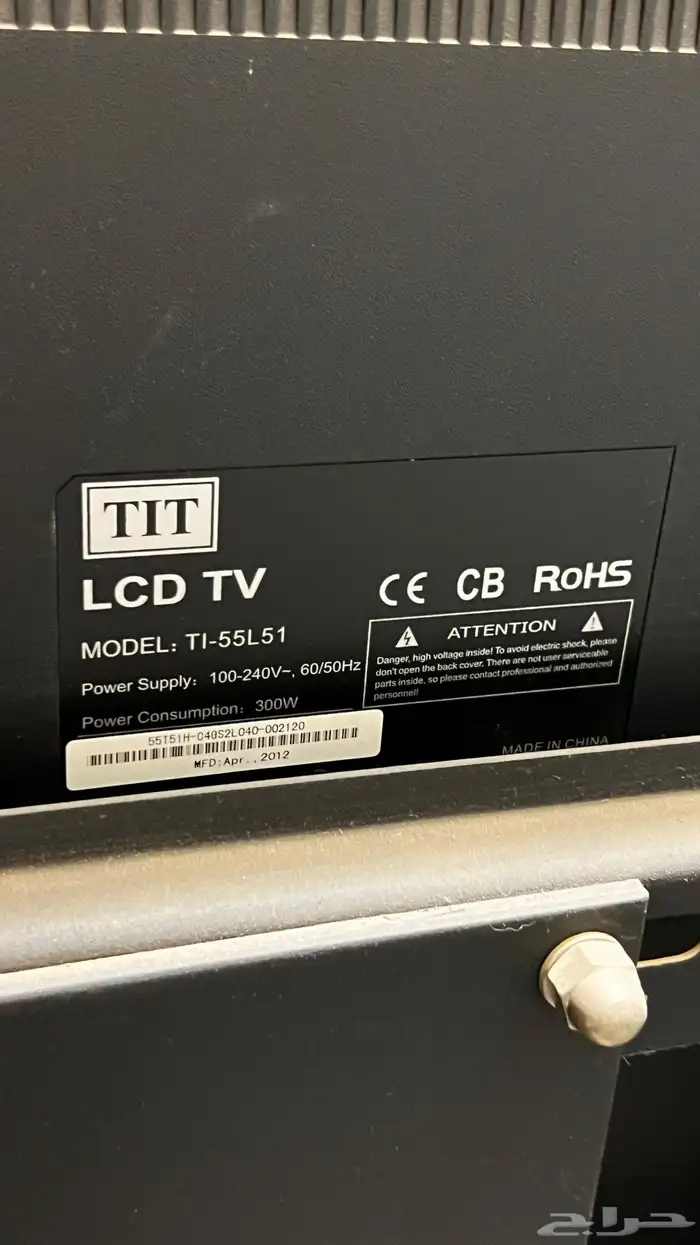 TIT
LCD TV
MODEL: TI-55L51
Power Supply: 100-240V~, 60/50Hz
Power Consumption: 300W
55T51H-C40S2L040-002120
MFD:Apr., 2012
CE CB RoHS
ATTENTION
Danger, high voltage inside! To avoid electric shock, please
don't open the back cover. There are not user serviceable
parts inside, so please contact professional and authorized
personnel!
MADE IN CHINA
حراج